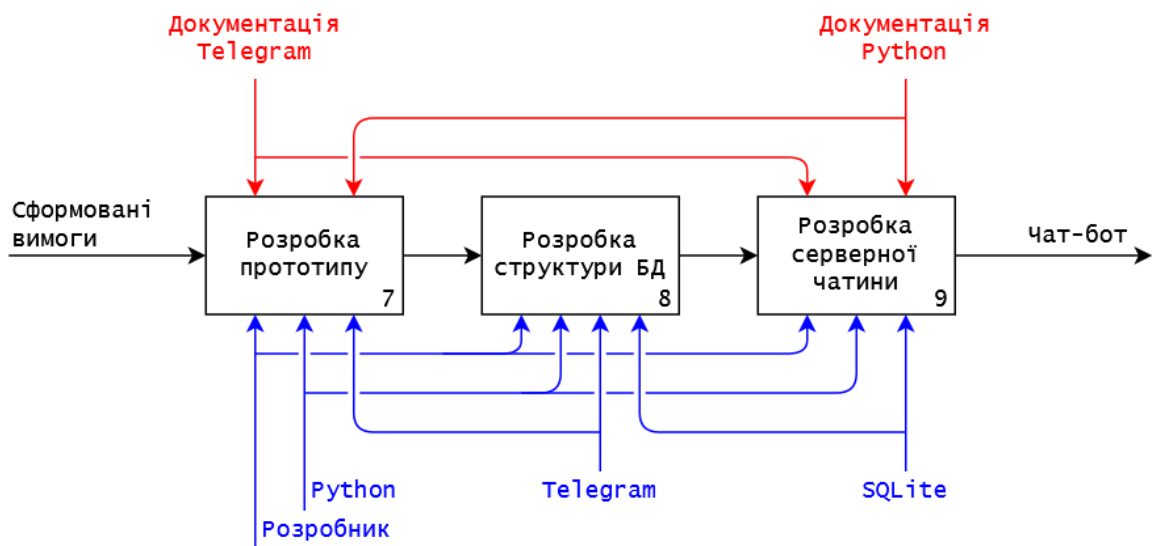 Документація
Telegram
Документація
Python
Сформовані
вимоги
Розробка
прототипу
7
Розробка
структури БД
8
Розробка
серверної
чатини
9
Чат-бот
Python
Telegram
SQLite
Розробник